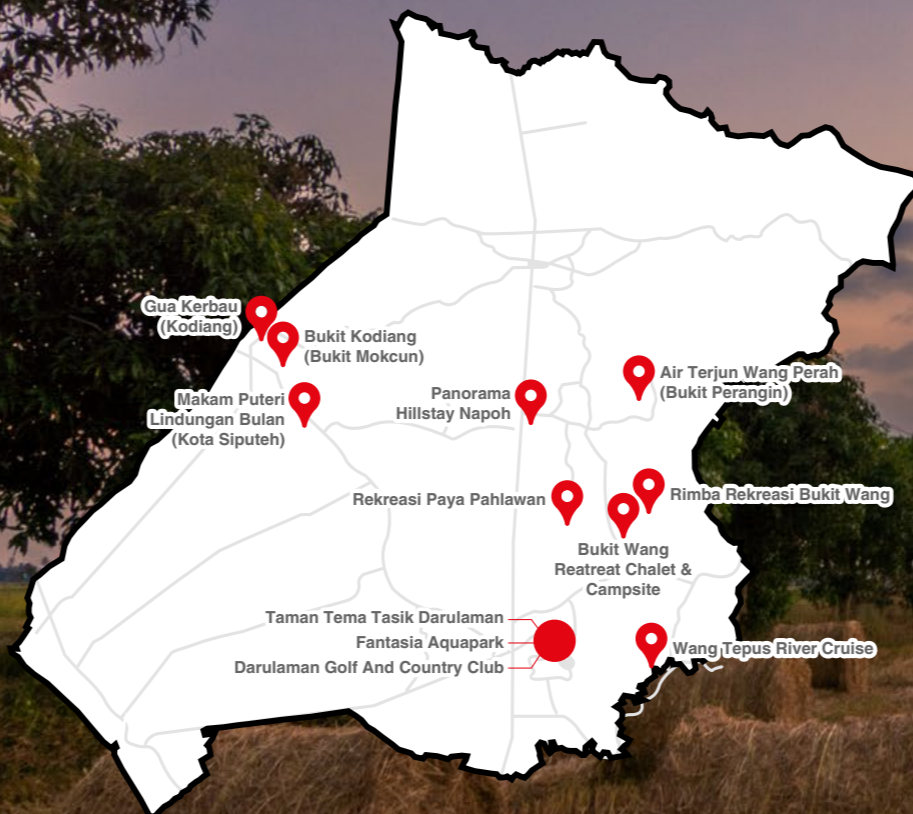 Gua Kerbau
(Kodiang)
Bukit Kodiang
(Bukit Mokcun)
Makam Puteri
Lindungan Bulan
(Kota Siputeh)
Panorama
Hillstay Napoh
Air Terjun Wang Perah
(Bukit Perangin)
Rekreasi Paya Pahlawan
Rimba Rekreasi Bukit Wang
Bukit Wang
Reatreat Chalet &
Campsite
Taman Tema Tasik Darulaman
Fantasia Aquapark
Darulaman Golf And Country Club
Wang Tepus River Cruise